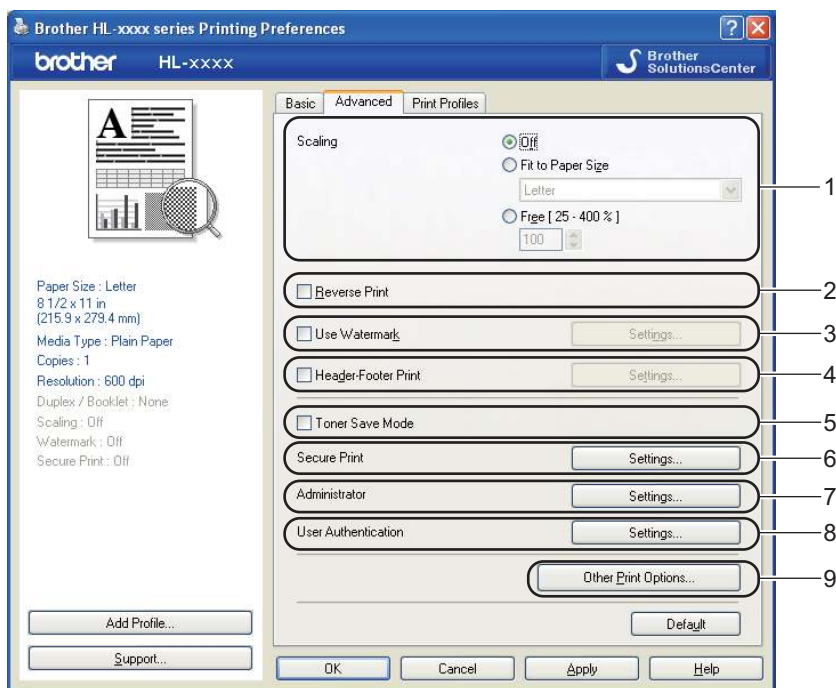 Brother HL-xxxx series Printing Preferences
brother HL-xxxx
Brother
SolutionsCenter
A
Paper Size : Letter
8 1/2 x 11 in
(215.9 x 279.4 mm)
Media Type : Plain Paper
Copies : 1
Resolution : 600 dpi
Duplex / Booklet : None
Scaling : Off
Watermark : Off
Secure Print : Off
Add Profile...
Support...
Basic Advanced Print Profiles
Scaling
Off
Fit to Paper Size
Letter
Free [ 25 - 400 % ]
100
1
Reverse Print
2
Use Watermark Settings...
3
Header-Footer Print Settings...
4
Toner Save Mode
5
Secure Print Settings...
6
Administrator Settings...
7
User Authentication Settings...
8
Other Print Options...
9
Default
OK Cancel Apply Help